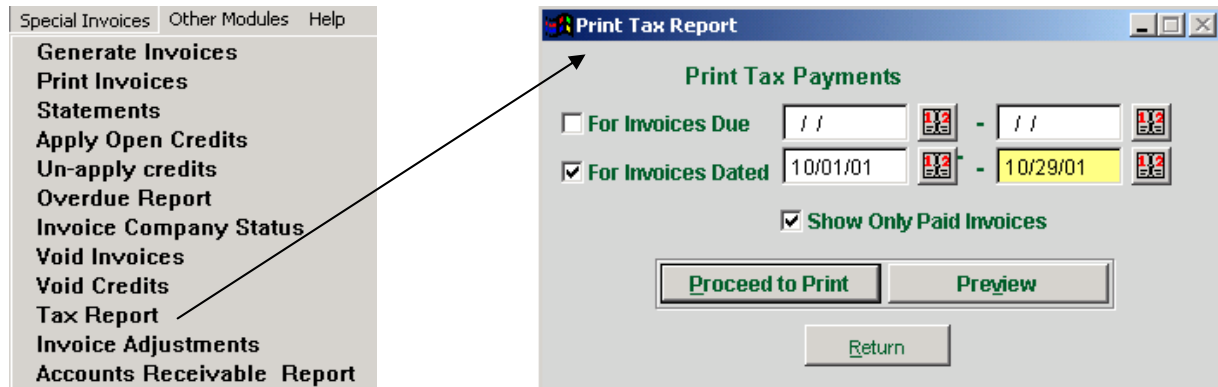 Special Invoices Other Modules Help
Generate Invoices
Print Invoices
Statements
Apply Open Credits
Un-apply credits
Overdue Report
Invoice Company Status
Void Invoices
Void Credits
Tax Report
Invoice Adjustments
Accounts Receivable Report
Print Tax Report
Print Tax Payments
For Invoices Due / / - / /
For Invoices Dated 10/01/01 - 10/29/01
Show Only Paid Invoices
Proceed to Print Preview
Return